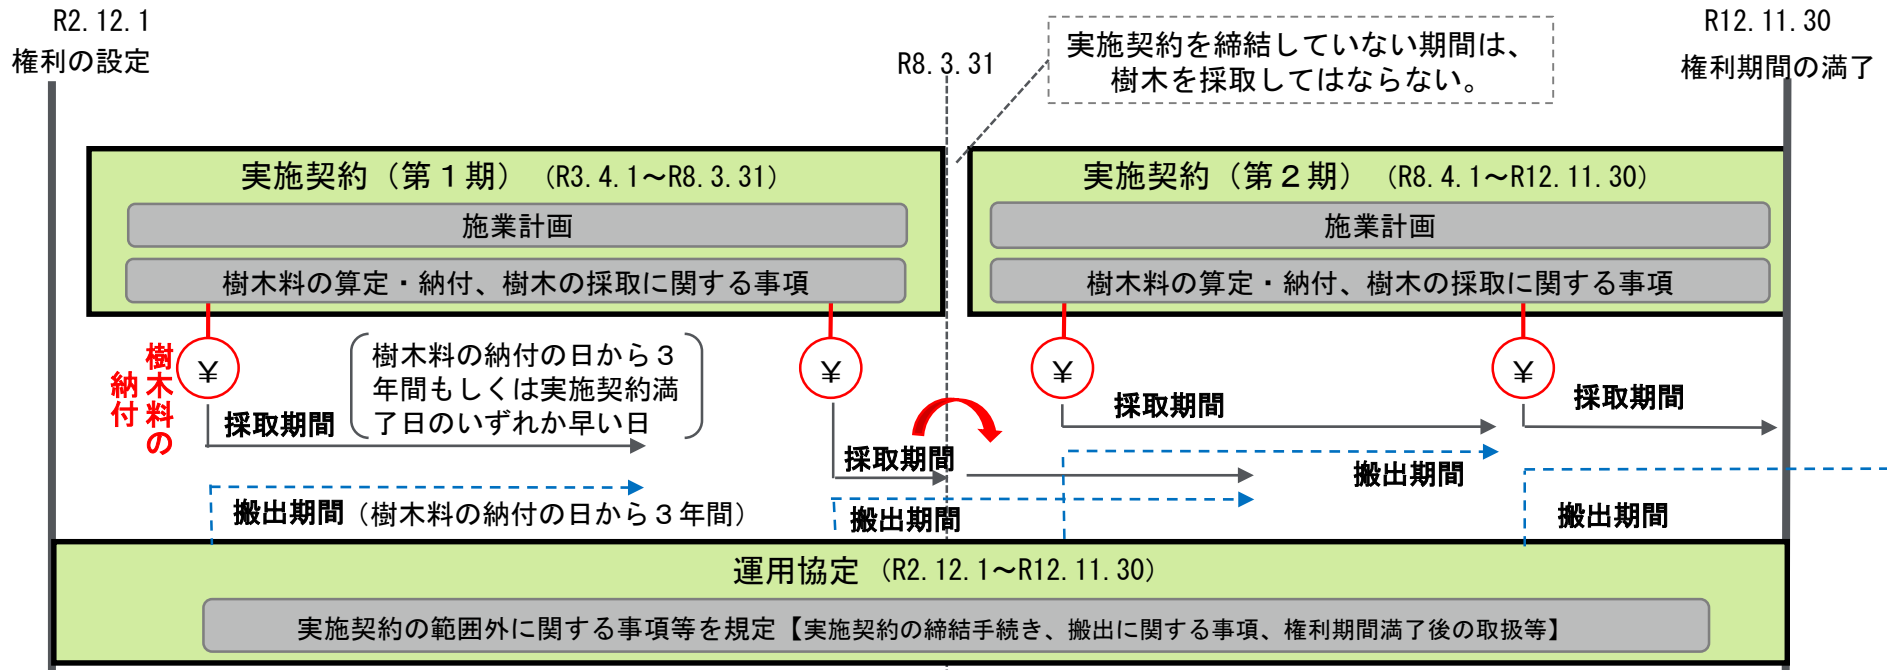 R2.12.1
権利の設定
R8.3.31
実施契約を締結していない期間は、
樹木を採取してはならない。
R12.11.30
権利期間の満了
実施契約（第１期）（R3.4.1～R8.3.31）
施業計画
樹木料の算定・納付、樹木の採取に関する事項
実施契約（第２期）（R8.4.1～R12.11.30）
施業計画
樹木料の算定・納付、樹木の採取に関する事項
樹木料の
納付
¥
¥
¥
¥
樹木料の納付の日から３
年間もしくは実施契約満
了日のいずれか早い日
採取期間
採取期間
採取期間
採取期間
搬出期間（樹木料の納付の日から３年間）
搬出期間
搬出期間
搬出期間
運用協定（R2.12.1～R12.11.30）
実施契約の範囲外に関する事項等を規定【実施契約の締結手続き、搬出に関する事項、権利期間満了後の取扱等】